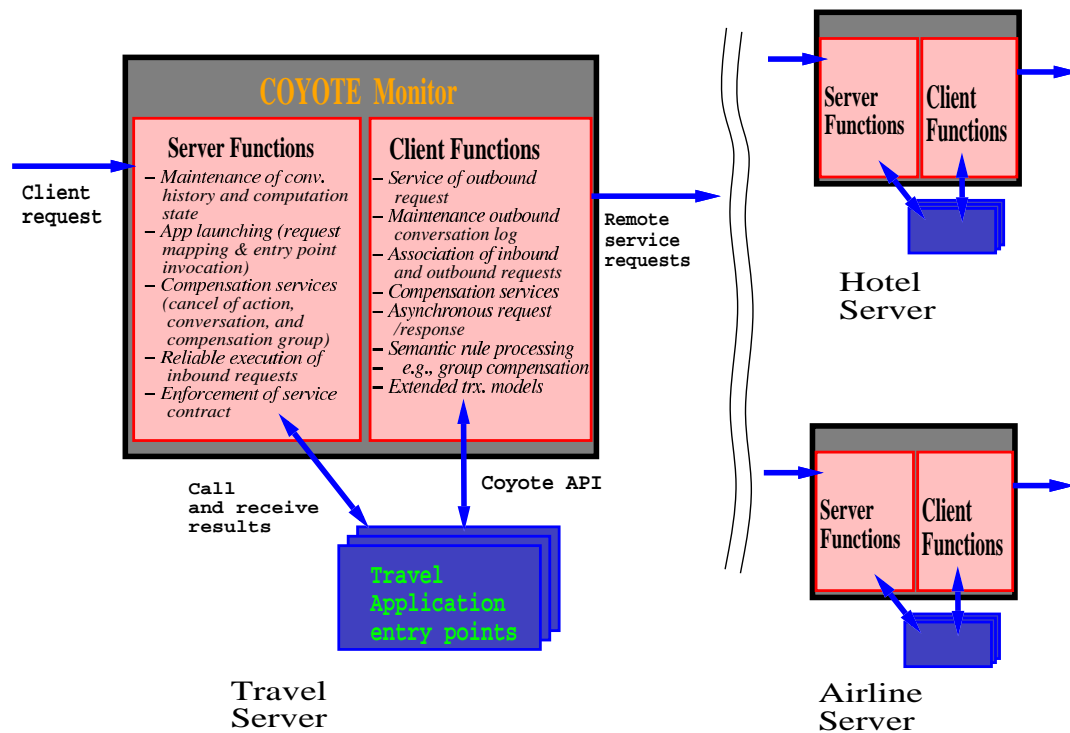 COYOTE Monitor
Server Functions
– Maintenance of conv.
history and computation
state
– App launching (request
mapping & entry point
invocation)
– Compensation services
(cancel of action,
conversation, and
compensation group)
– Reliable execution of
inbound requests
– Enforcement of service
contract
Client Functions
– Service of outbound
request
– Maintenance outbound
conversation log
– Association of inbound
and outbound requests
– Compensation services
– Asynchronous request
/response
– Semantic rule processing
– e.g., group compensation
– Extended trx. models
Client
request
Remote
service
requests
Call
and receive
results
Coyote API
Travel
Application
entry points
Travel
Server
Server
Functions
Client
Functions
Hotel
Server
Server
Functions
Client
Functions
Airline
Server